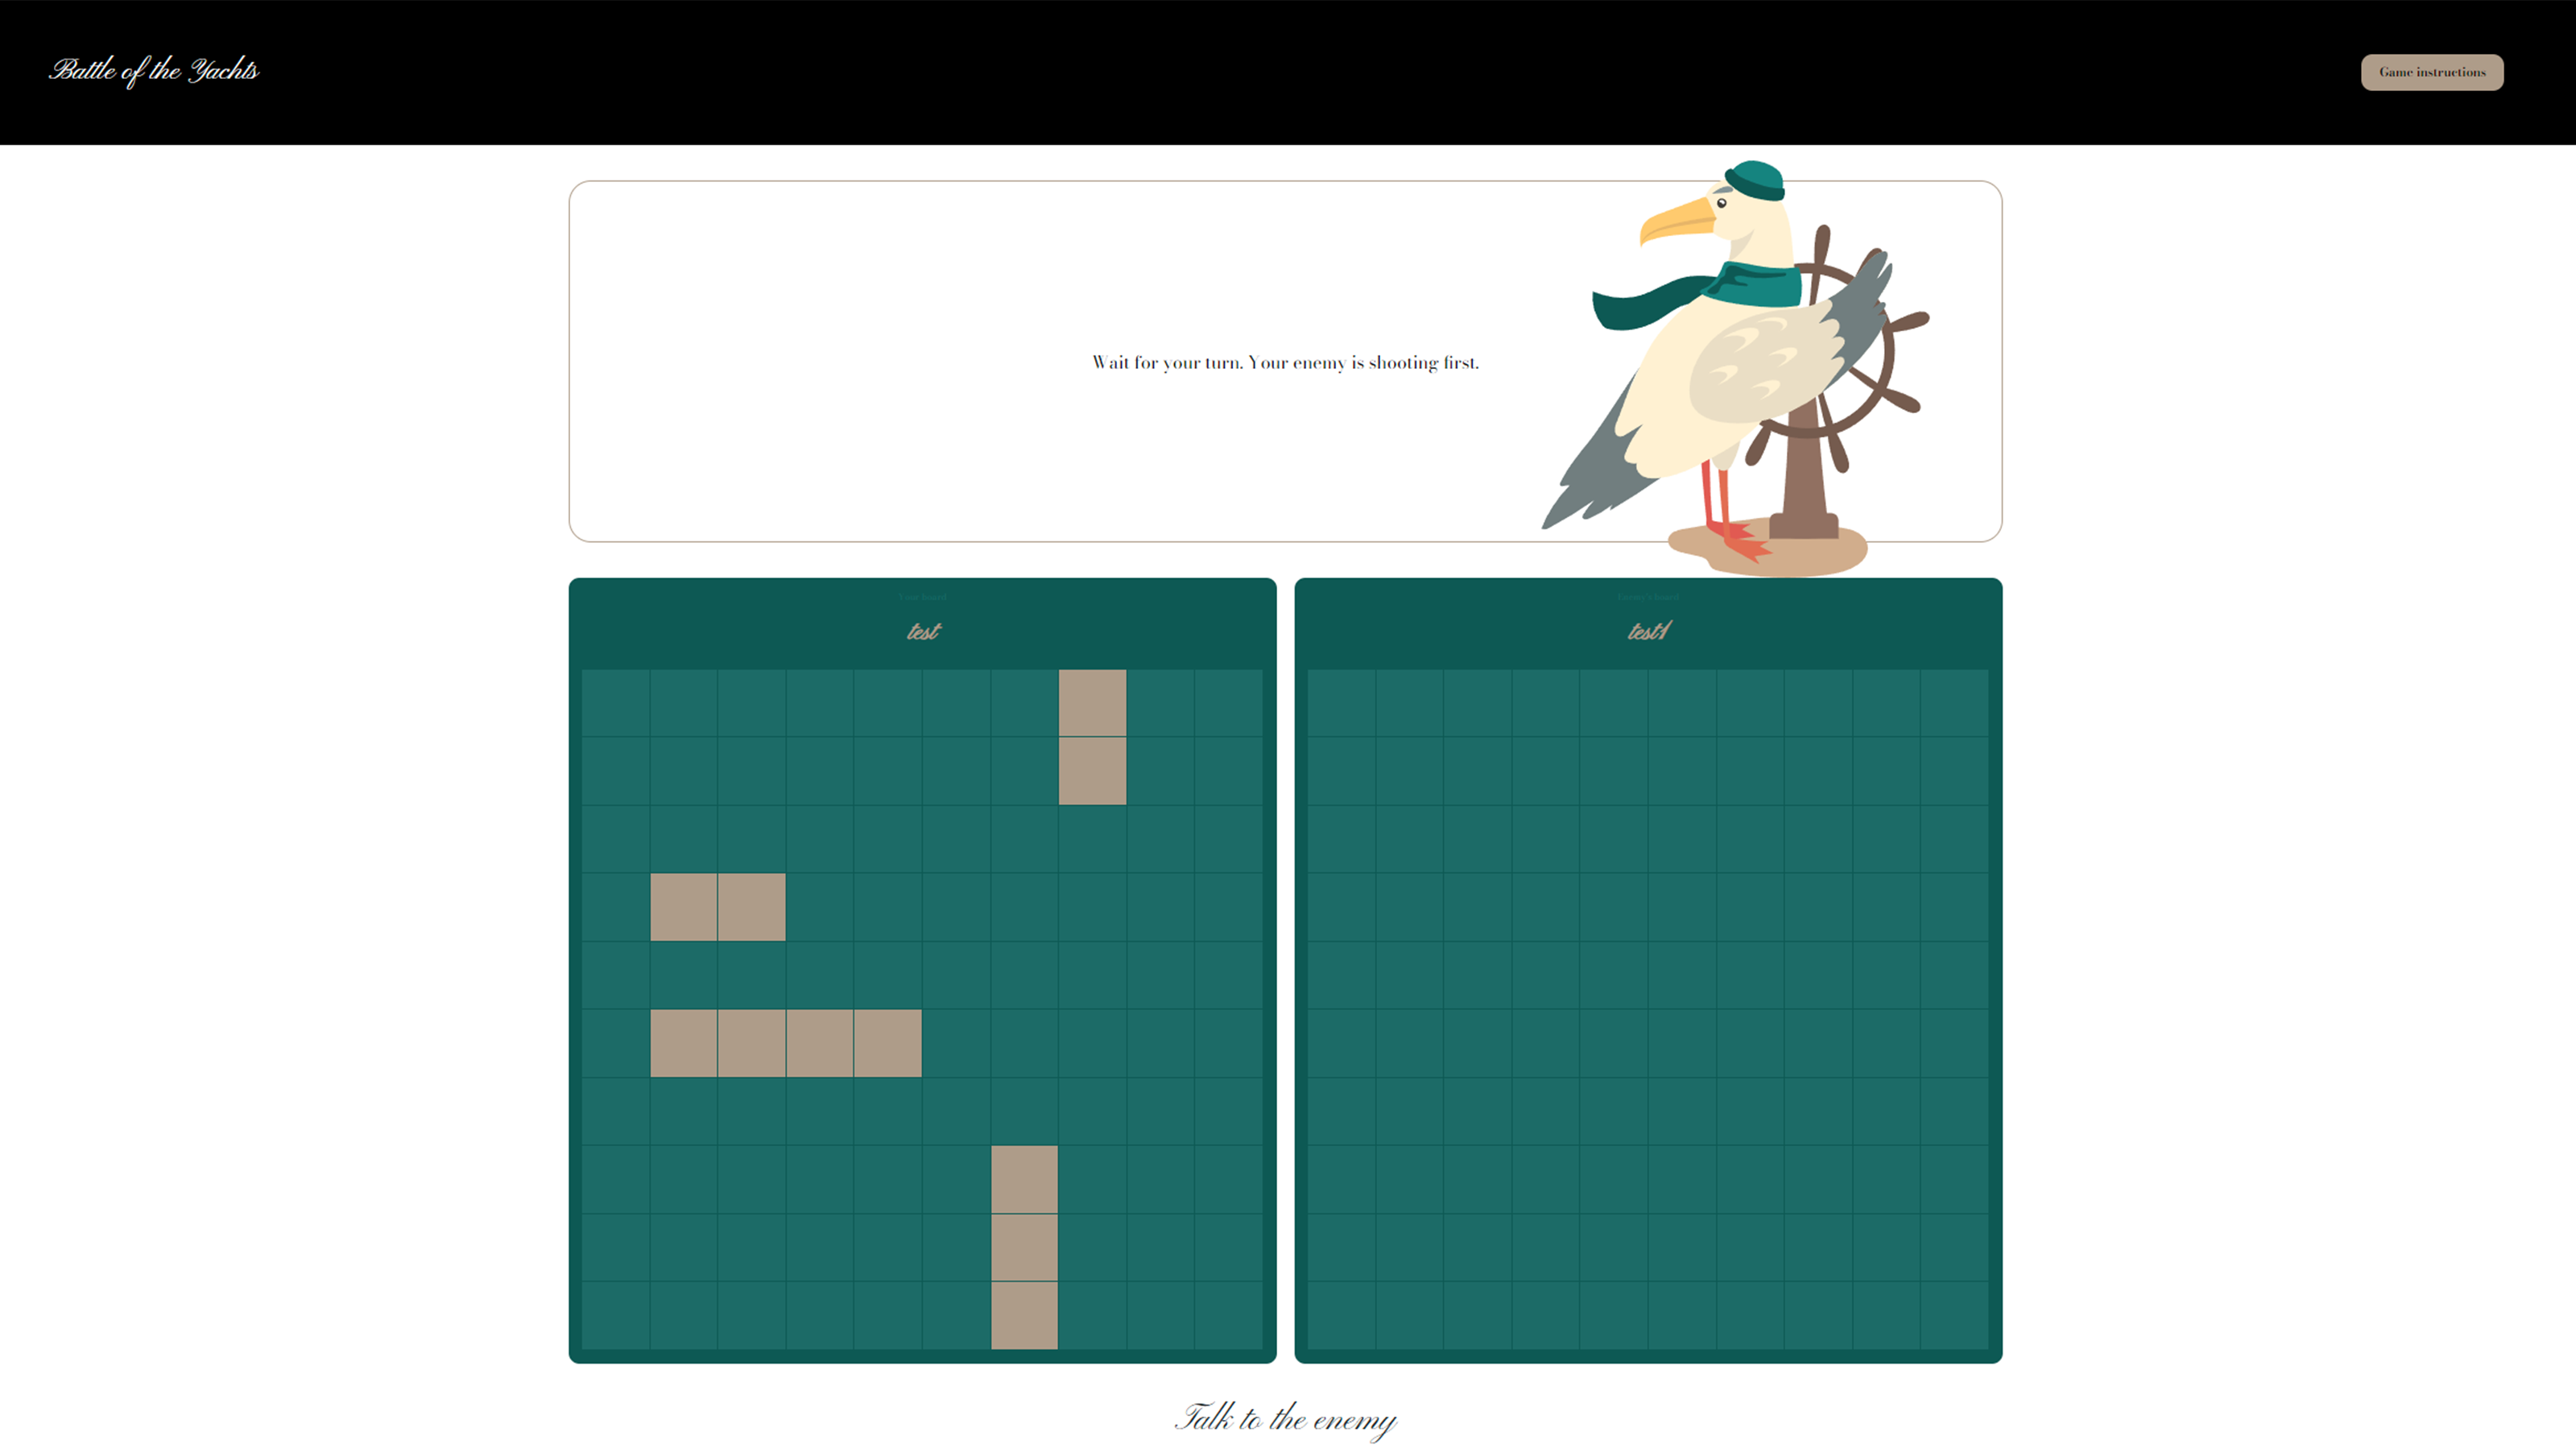 Battle of the Yachts
Game instructions
Wait for your turn. Your enemy is shooting first.
Your board
test
Enemy's board
test1
Talk to the enemy